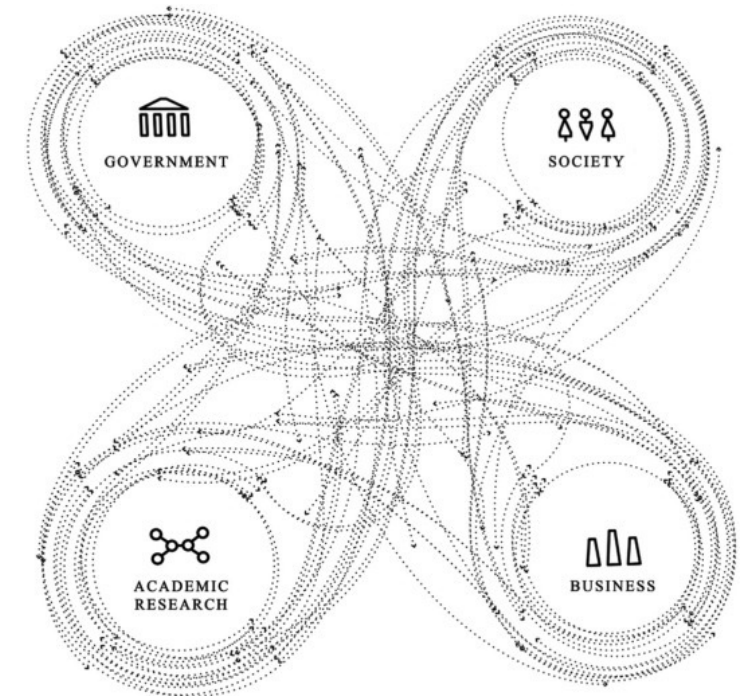 GOVERNMENT
SOCIETY
ACADEMIC
RESEARCH
BUSINESS